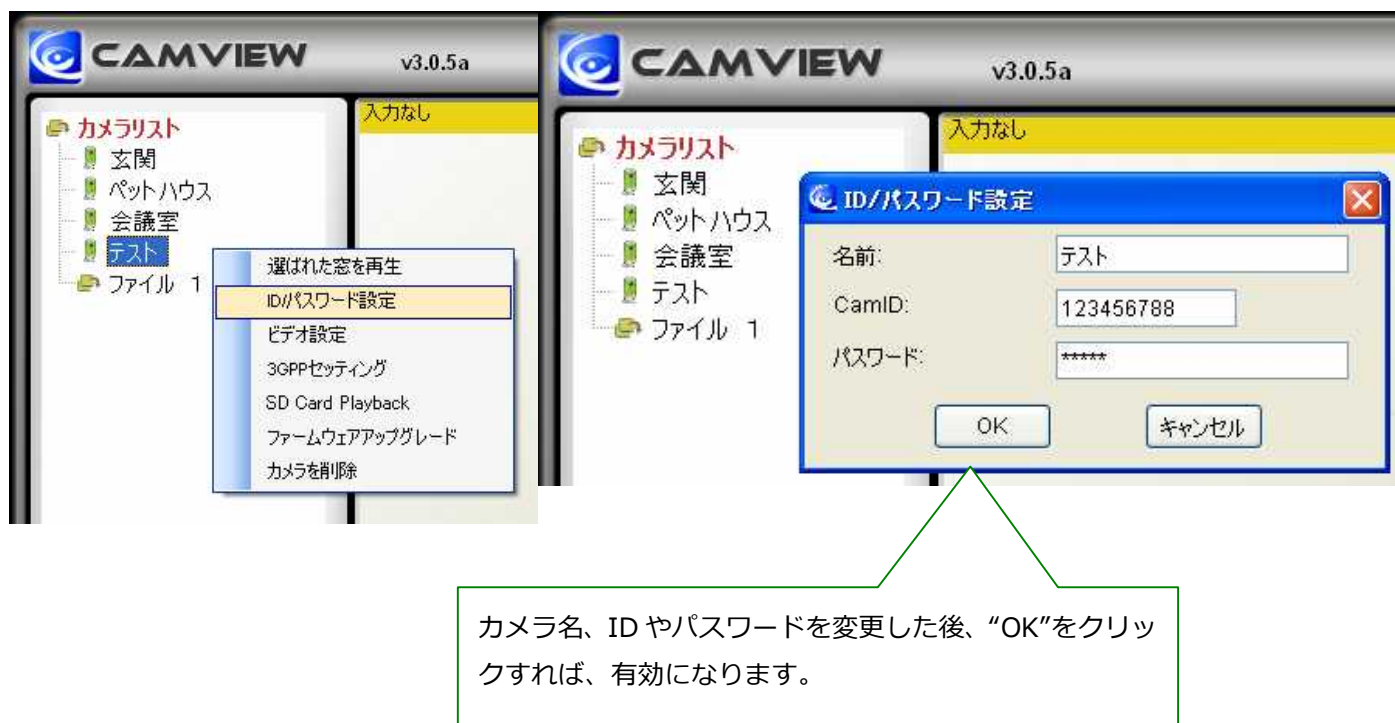 CAMVIEW v3.0.5a
入力なし
カメラリスト
玄関
ペットハウス
会議室
テスト
ファイル 1
選ばれた窓を再生
ID/パスワード設定
ビデオ設定
3GPPセッティング
SD Card Playback
ファームウェアアップグレード
カメラを削除
CAMVIEW v3.0.5a
入力なし
カメラリスト
玄関
ペットハウス
会議室
テスト
ファイル 1
ID/パスワード設定
名前: テスト
CamID: 123456788
パスワード: *****
OK キャンセル
カメラ名、ID やパスワードを変更した後、“OK”をクリッ
クすれば、有効になります。